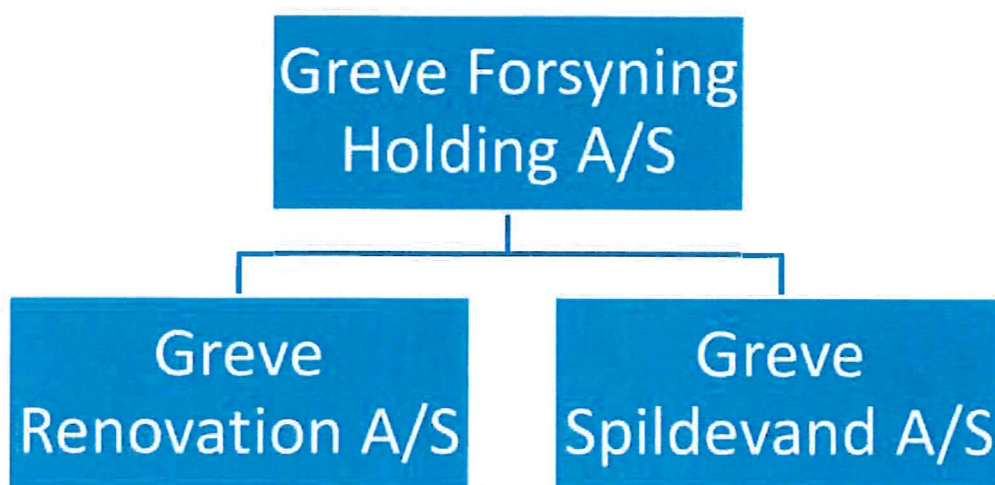 Greve Forsyning
Holding A/S
Greve
Renovation A/S
Greve
Spildevand A/S